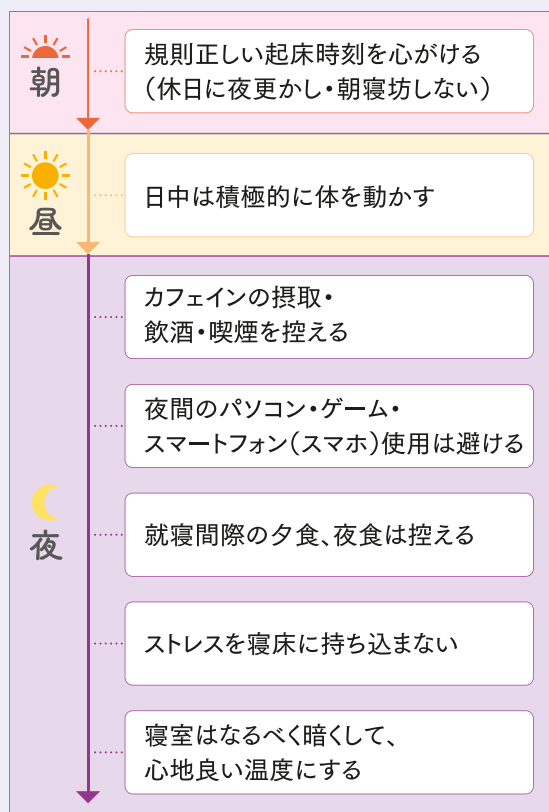 朝
規則正しい起床時刻を心がける
（休日に夜更かし・朝寝坊しない）
昼
日中は積極的に体を動かす
夜
カフェインの摂取・
飲酒・喫煙を控える
夜間のパソコン・ゲーム・
スマートフォン（スマホ）使用は避ける
就寝間際の夕食、夜食は控える
ストレスを寝床に持ち込まない
寝室はなるべく暗くして、
心地良い温度にする